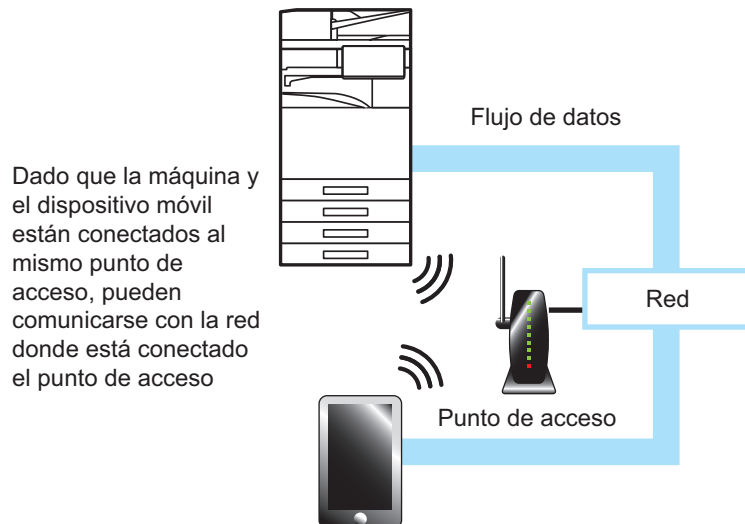 Flujo de datos
Dado que la máquina y
el dispositivo móvil
están conectados al
mismo punto de
acceso, pueden
comunicarse con la red
donde está conectado
el punto de acceso
Red
Punto de acceso